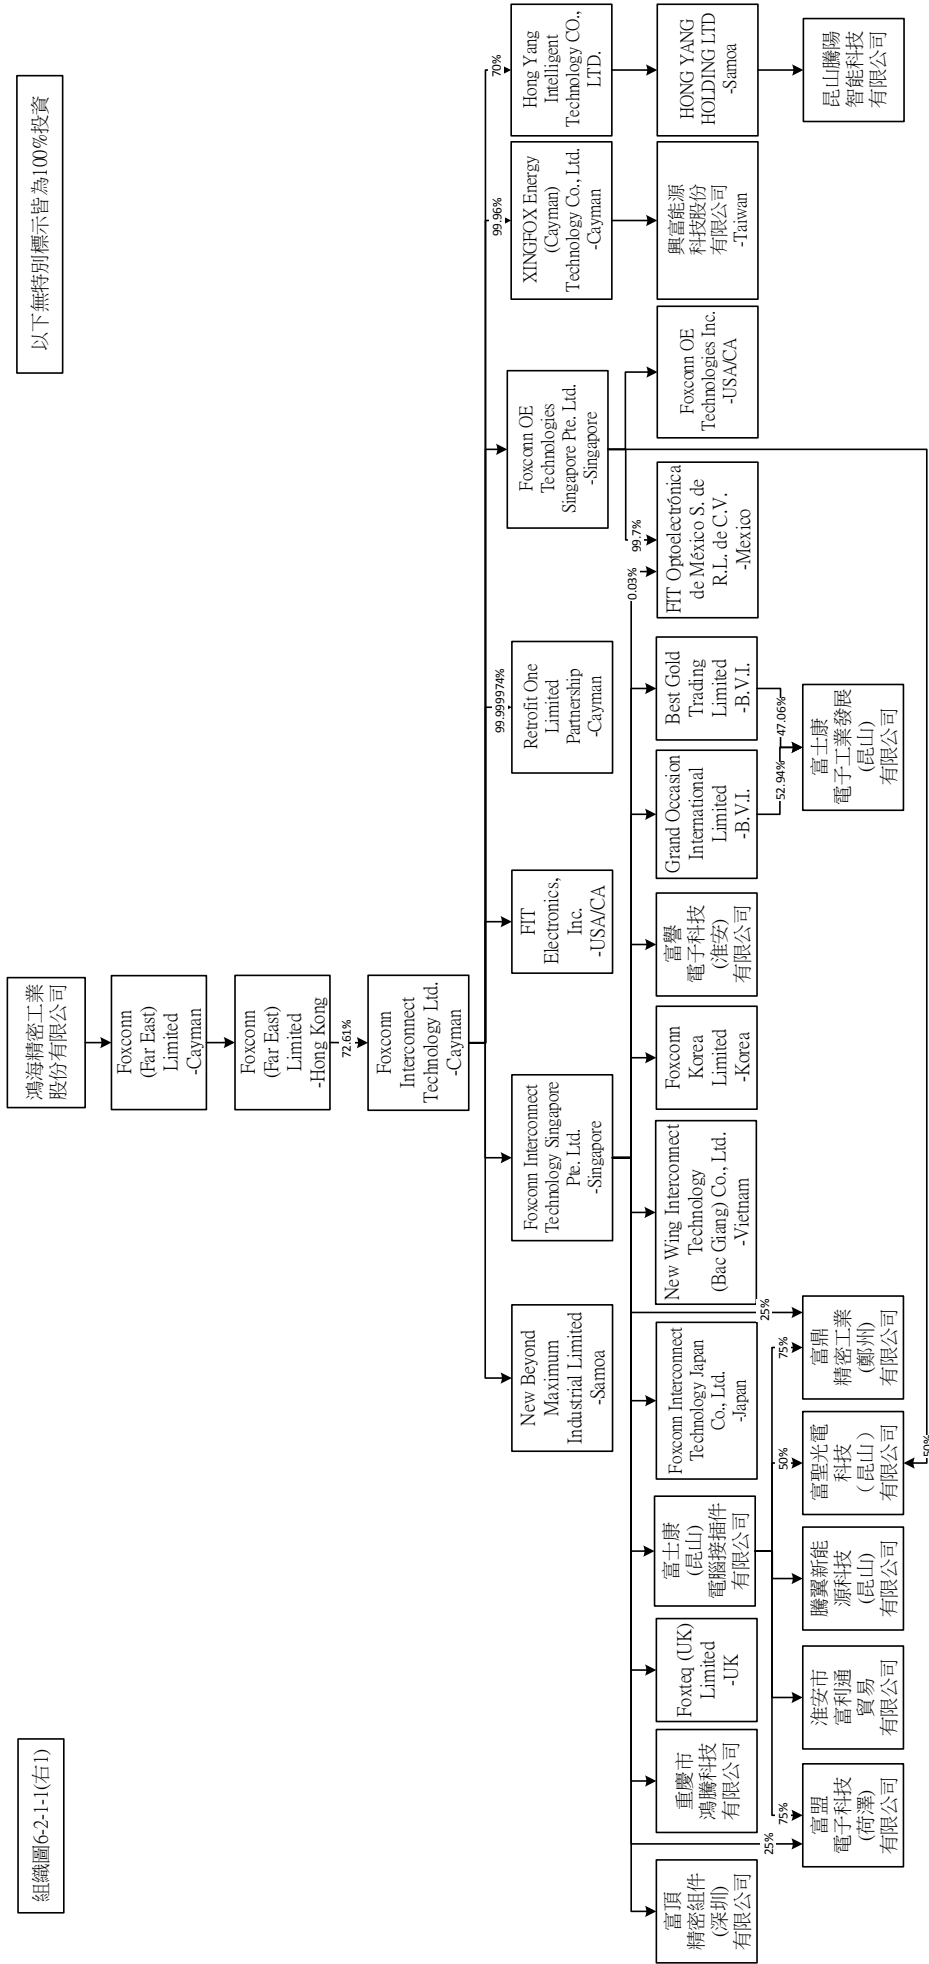 組織圖6-2-1-1(右1)
以下無特別標示皆為100%投資
鴻海精密工業
股份有限公司
Foxconn
(Far East)
Limited
-Cayman
Foxconn
(Far East)
Limited
-Hong Kong
72.61%
Foxconn
Interconnect
Technology Ltd.
-Cayman
New Beyond
Maximum
Industrial Limited
-Samoa
Foxconn Interconnect
Technology Singapore
Pte. Ltd.
-Singapore
FIT
Electronics,
Inc.
-USA/CA
99.999974%
Retrofit One
Limited
Partnership
-Cayman
Foxconn OE
Technologies
Singapore Pte. Ltd.
-Singapore
99.96%
XINGFOX Energy
(Cayman)
Technology Co., Ltd.
-Cayman
70%
Hong Yang
Intelligent
Technology CO.,
LTD.
富頂
精密組件
(深圳)
有限公司
重慶市
鴻騰科技
有限公司
Foxteq (UK)
Limited
-UK
富士康
(昆山)
電腦接插件
有限公司
Foxconn Interconnect
Technology Japan
Co., Ltd.
-Japan
New Wing Interconnect
Technology
(Bac Giang) Co., Ltd.
-Vietnam
Foxconn
Korea
Limited
-Korea
富譽
電子科技
(淮安)
有限公司
Grand Occasion
International
Limited
-B.V.I.
Best Gold
Trading
Limited
-B.V.I.
0.03%
99.7%
FIT Optoelectrónica
de México S. de
R.L. de C.V.
-Mexico
Foxconn OE
Technologies Inc.
-USA/CA
興富能源
科技股份
有限公司
-Taiwan
HONG YANG
HOLDING LTD
-Samoa
25%
75%
富盟
電子科技
(荷澤)
有限公司
淮安市
富利通
貿易
有限公司
騰翼新能
源科技
(昆山)
有限公司
50%
富聖光電
科技
(昆山)
有限公司
50%
75%
25%
富鼎
精密工業
(鄭州)
有限公司
52.94%
47.06%
富士康
電子工業發展
(昆山)
有限公司
昆山騰陽
智能科技
有限公司